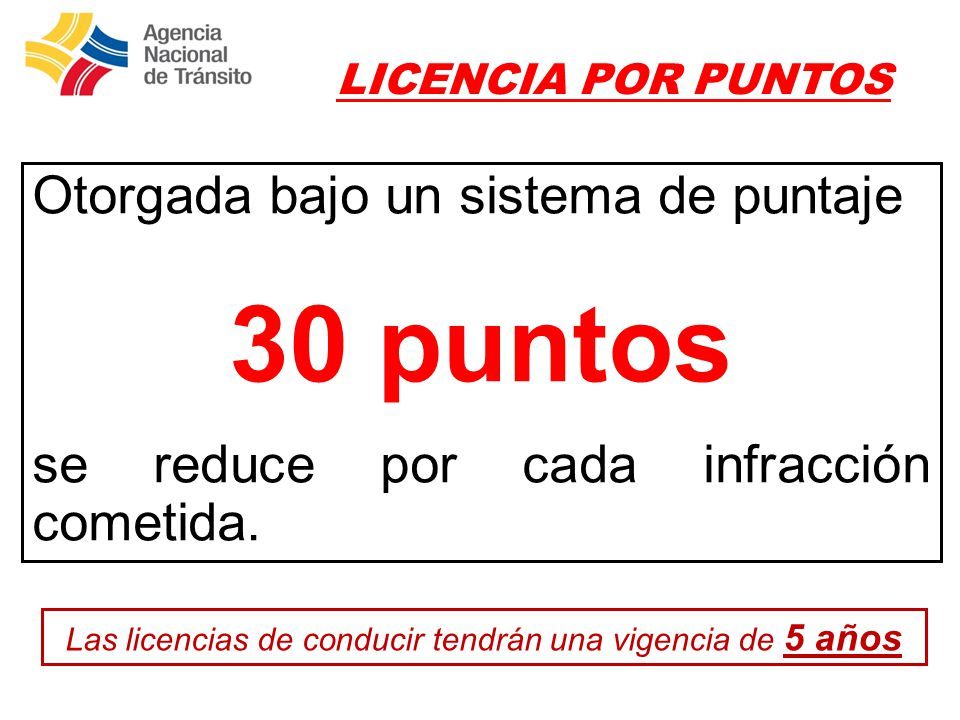 Agencia
Nacional
de Tránsito
LICENCIA POR PUNTOS
Otorgada bajo un sistema de puntaje
30 puntos
se reduce por cada infracción
cometida.
Las licencias de conducir tendrán una vigencia de 5 años